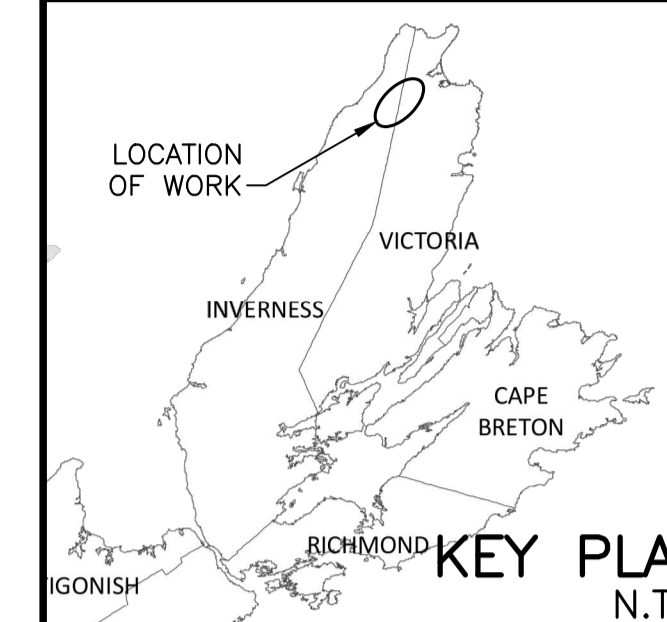 LOCATION
OF WORK
VICTORIA
INVERNESS
CAPE
BRETON
RICHMOND
KEY PLA
IGONISH
N.T